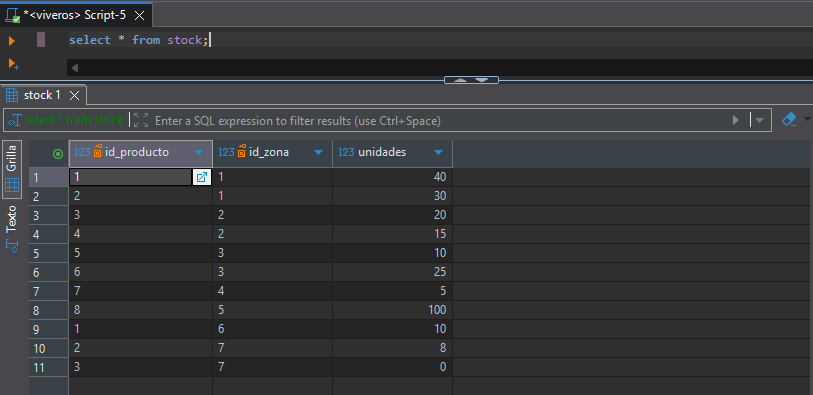 *<viveros> Script-5
select * from stock;
stock 1
select * from stock Enter a SQL expression to filter results (use Ctrl+Space)
Grilla
Texto
123 id_producto 123 id_zona 123 unidades
1 1 1 40
2 2 1 30
3 3 2 20
4 4 2 15
5 5 3 10
6 6 3 25
7 7 4 5
8 8 5 100
9 1 6 10
10 2 7 8
11 3 7 0